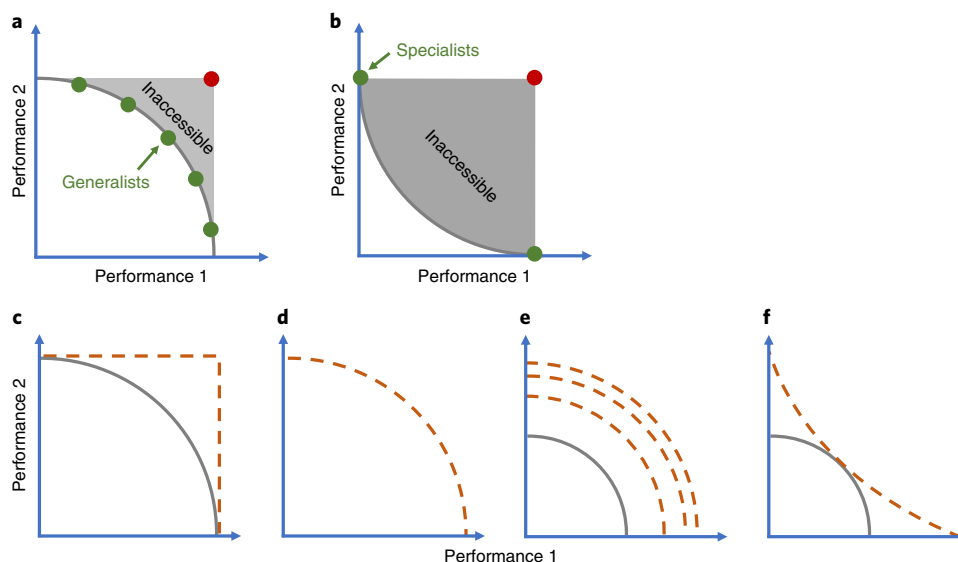 a
b
Performance 2
Inaccessible
Generalists
Performance 1
Performance 2
Specialists
Inaccessible
Performance 1
c
d
e
f
Performance 2
Performance 1